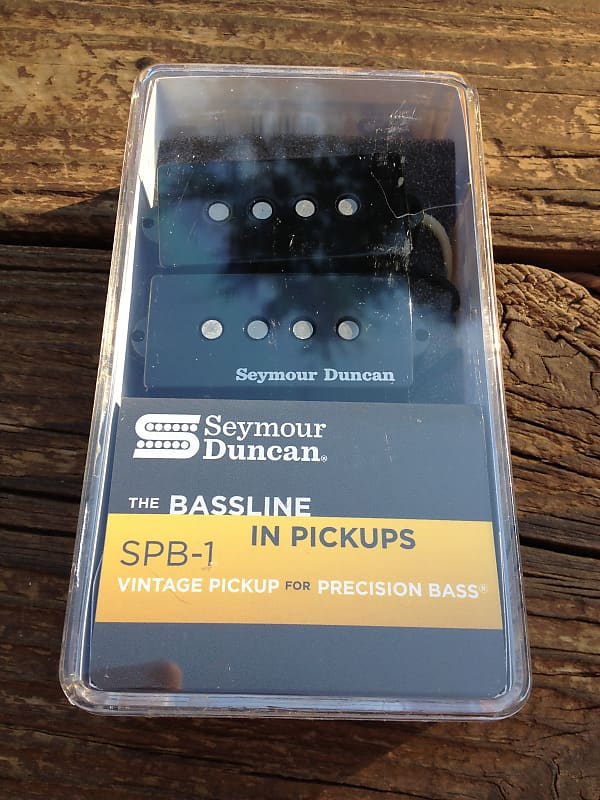 Seymour Duncan
Seymour
Duncan®
THE BASSLINE
IN PICKUPS
SPB-1
VINTAGE PICKUP FOR PRECISION BASS®